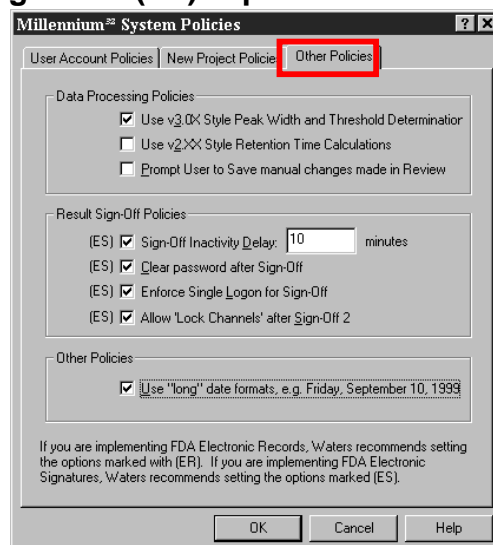 Millennium³² System Policies
User Account Policies New Project Policie Other Policies
Data Processing Policies
Use v3.0X Style Peak Width and Threshold Determination
Use v2.XX Style Retention Time Calculations
Prompt User to Save manual changes made in Review
Result Sign-Off Policies
(ES) Sign-Off Inactivity Delay: 10 minutes
(ES) Clear password after Sign-Off
(ES) Enforce Single Logon for Sign-Off
(ES) Allow 'Lock Channels' after Sign-Off 2
Other Policies
Use "long" date formats, e.g. Friday, September 10, 1999
If you are implementing FDA Electronic Records, Waters recommends setting
the options marked with (ER). If you are implementing FDA Electronic
Signatures, Waters recommends setting the options marked (ES).
OK Cancel Help